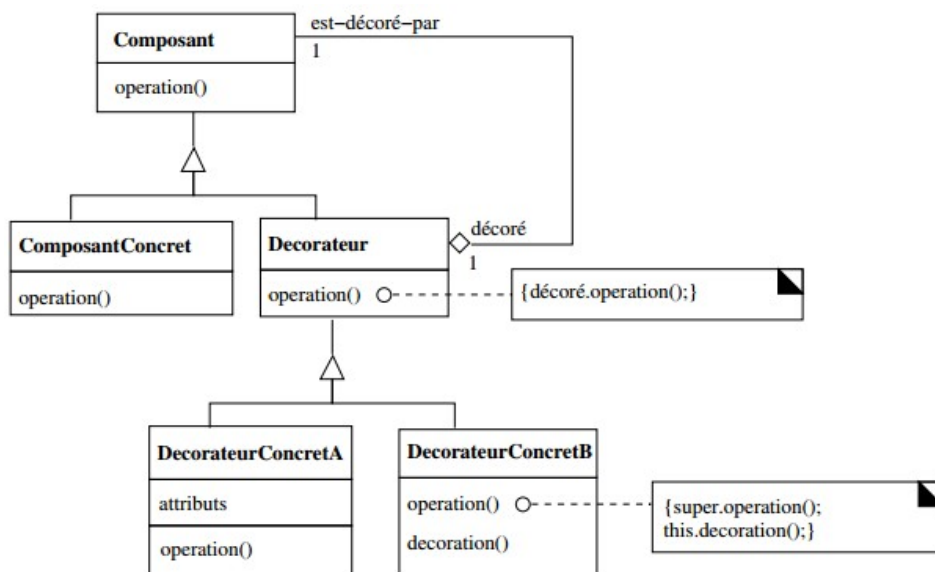 est–décoré–par
Composant
1
operation()
décoré
ComposantConcret
Decorateur
1
operation()
operation()
{décoré.operation();}
DecorateurConcretA
DecorateurConcretB
attributs
operation()
{super.operation();
this.decoration();}
operation()
decoration()